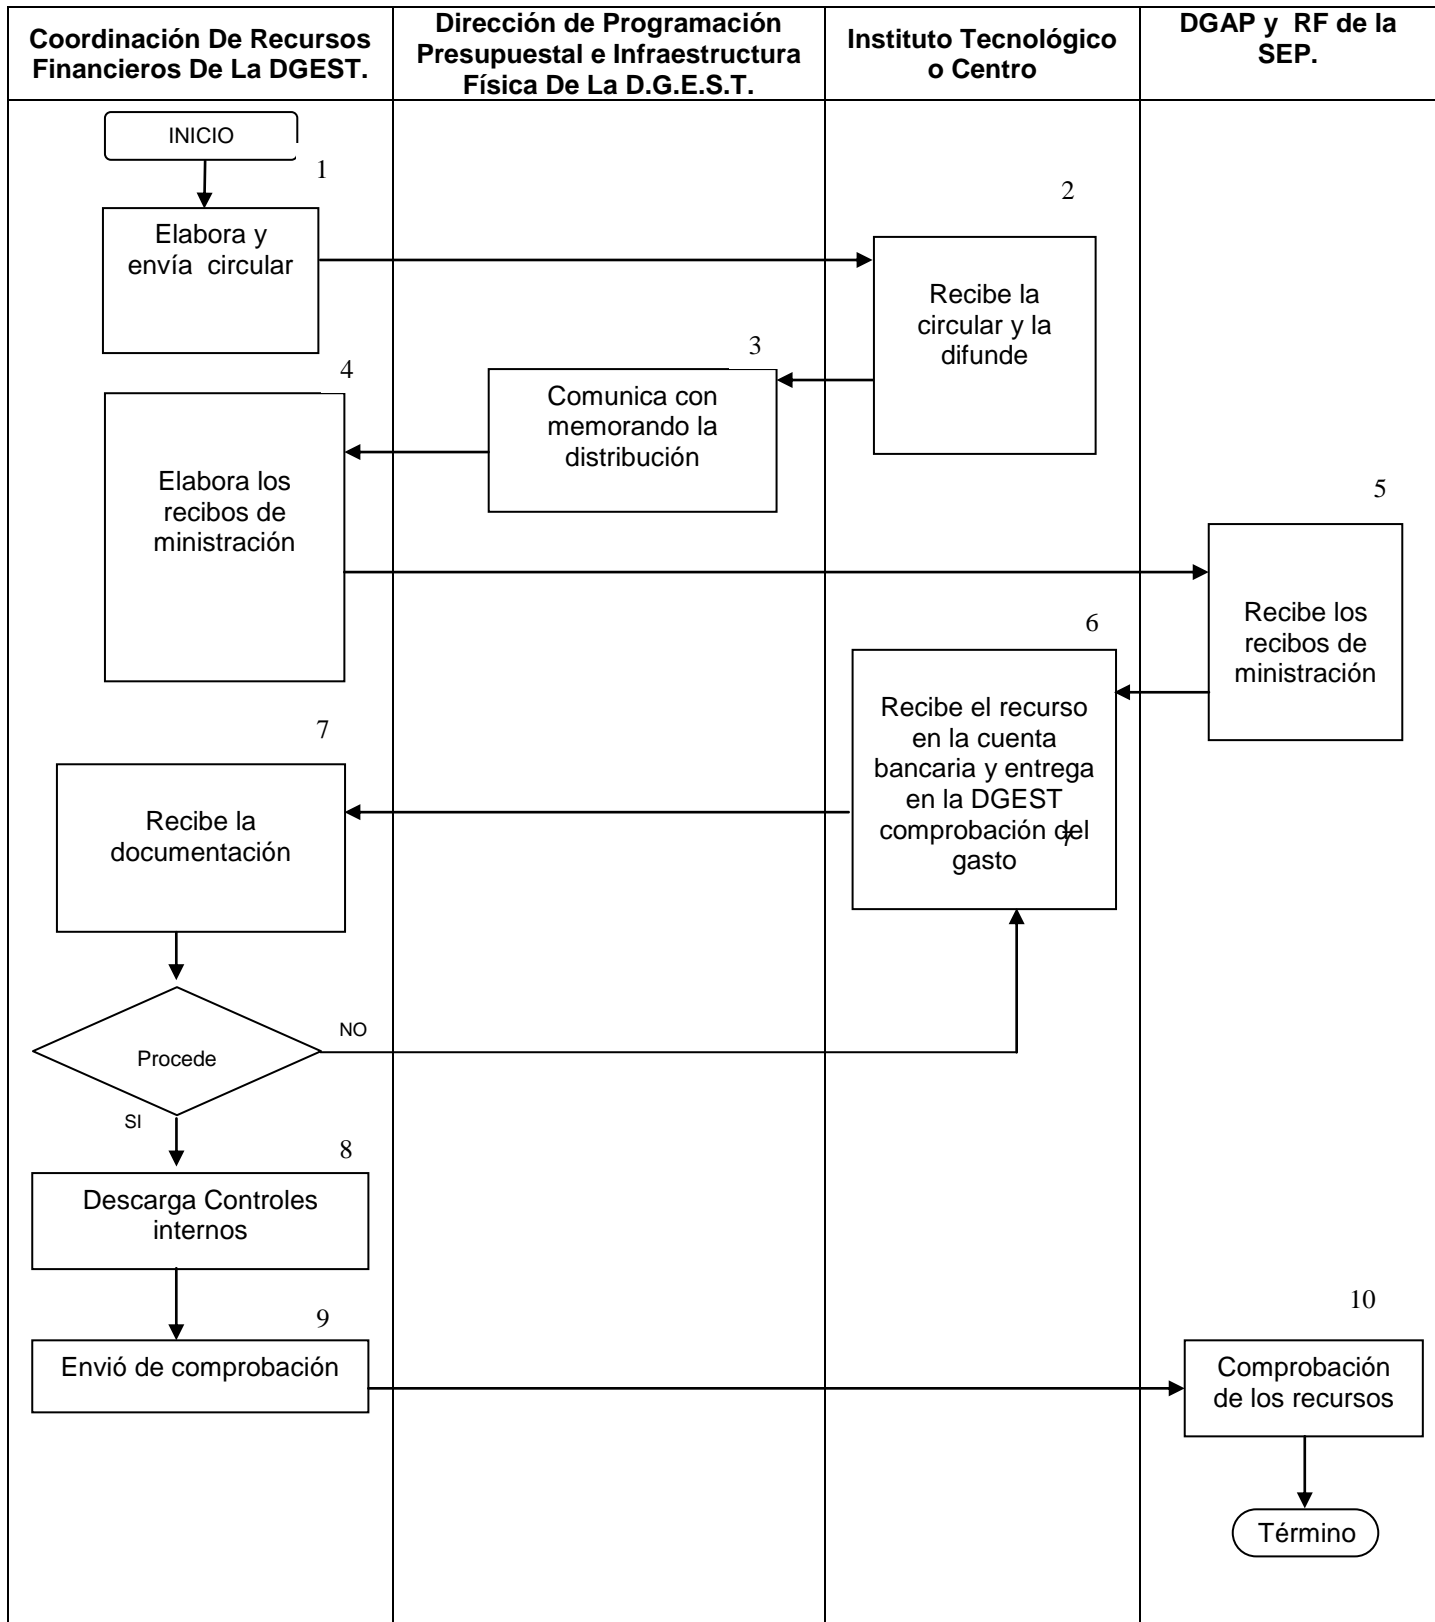 Coordinación De Recursos
Financieros De La DGEST.
Dirección de Programación
Presupuestal e Infraestructura
Física De La D.G.E.S.T.
Instituto Tecnológico
o Centro
DGAP y RF de la
SEP.
INICIO
1
Elabora y
envía circular
2
Recibe la
circular y la
difunde
3
Comunica con
memorando la
distribución
4
Elabora los
recibos de
ministración
5
Recibe los
recibos de
ministración
6
Recibe el recurso
en la cuenta
bancaria y entrega
en la DGEST
comprobación del
gasto
7
7
Recibe la
documentación
Procede
NO
SI
8
Descarga Controles
internos
9
Envió de comprobación
10
Comprobación
de los recursos
Término